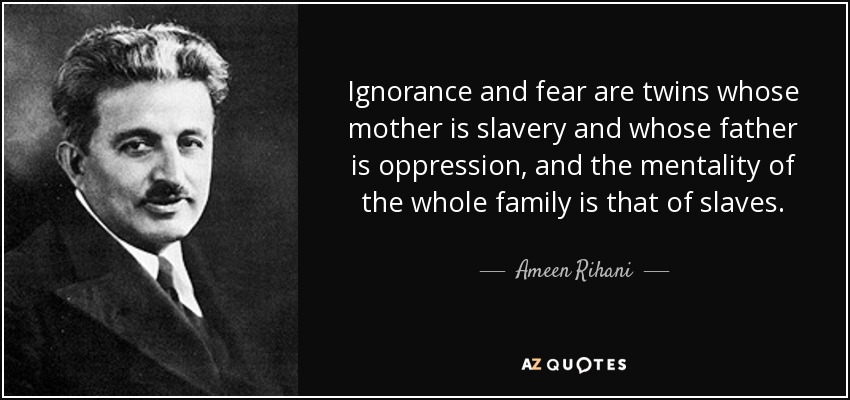 Ignorance and fear are twins whose
mother is slavery and whose father
is oppression, and the mentality of
the whole family is that of slaves.
Ameen Rihani
AZ QUOTES